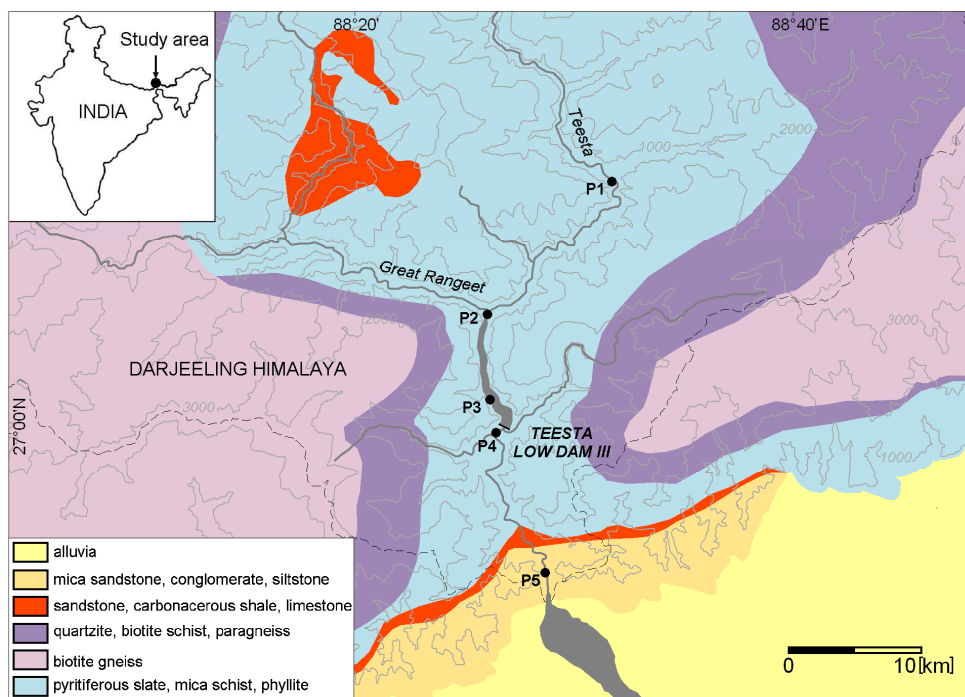 88°20'
88°40'E
Study area
INDIA
Teesta
1000
2000
P1
Great Rangeet
2000
P2
3000
DARJEELING HIMALAYA
3000
27°00'N
P3
P4
TEESTA
LOW DAM III
1000
P5
alluvia
mica sandstone, conglomerate, siltstone
sandstone, carbonacerous shale, limestone
quartzite, biotite schist, paragneiss
biotite gneiss
pyritiferous slate, mica schist, phyllite
0 10 [km]